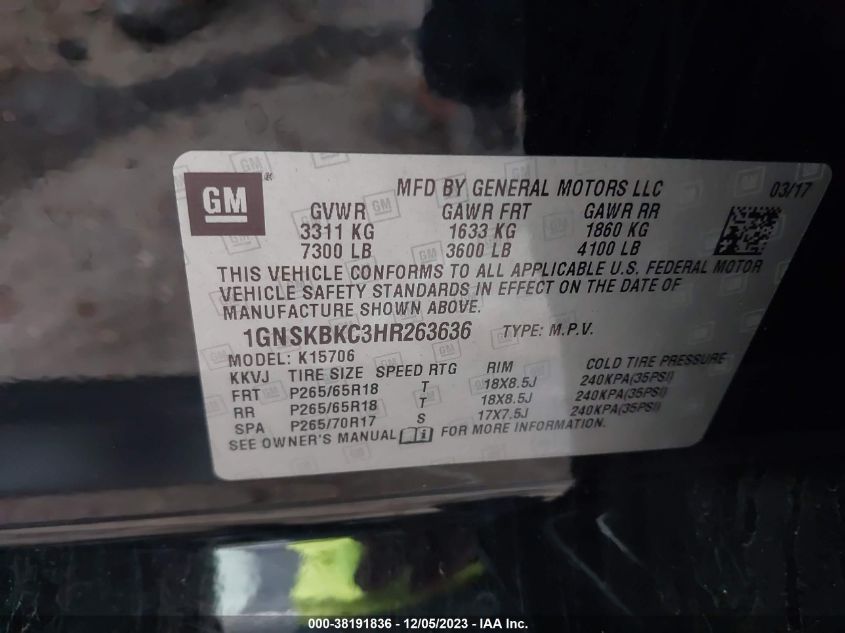 GM ® MFD BY GENERAL MOTORS LLC 03/17
GVWR GAWR FRT GAWR RR
3311 KG 1633 KG 1860 KG
7300 LB 3600 LB 4100 LB
THIS VEHICLE CONFORMS TO ALL APPLICABLE U.S. FEDERAL MOTOR
VEHICLE SAFETY STANDARDS IN EFFECT ON THE DATE OF
MANUFACTURE SHOWN ABOVE.
1GNSKBKC3HR263636 TYPE: M.P.V.
MODEL: K15706
KKVJ TIRE SIZE SPEED RTG RIM COLD TIRE PRESSURE
FRT P265/65R18 T 18X8.5J 240KPA(35PSI)
RR P265/65R18 T 18X8.5J 240KPA(35PSI)
SPA P265/70R17 S 17X7.5J 240KPA(35PSI)
SEE OWNER'S MANUAL FOR MORE INFORMATION.
000-38191836 - 12/05/2023 - IAA Inc.